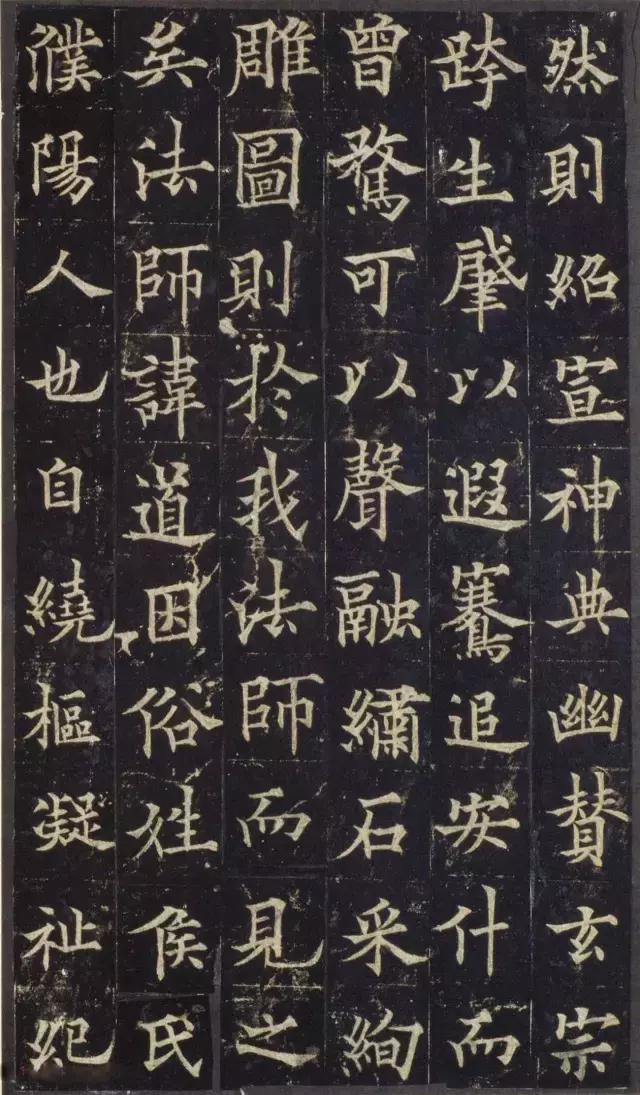 然則紹宣神典幽賛玄宗
跨生肇以遐騫追安什而
曾騖可以聲融繡石采絢
雕圖則於我法師而見之
矣法師諱道因俗姓侯氏
濮陽人也自繞樞凝祉紀